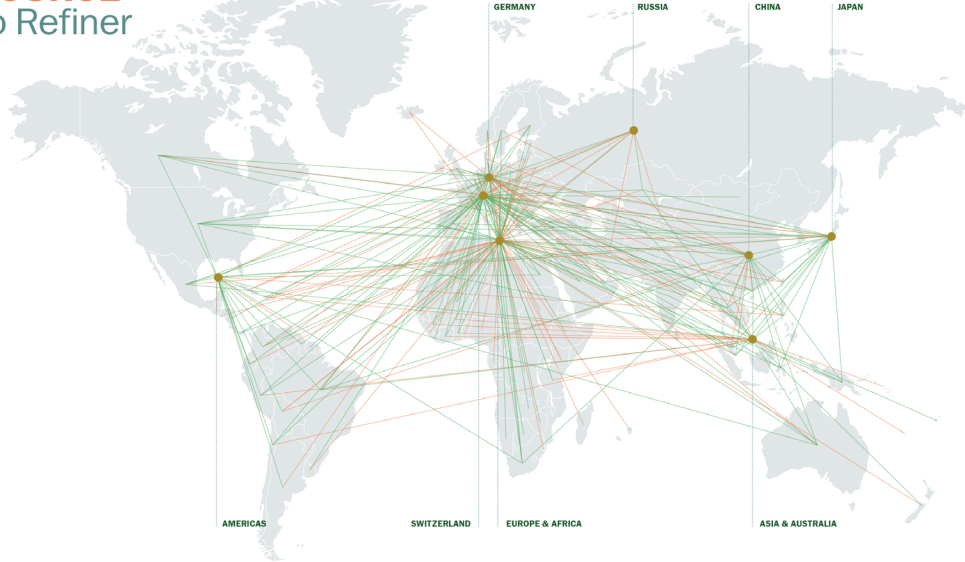 o Refiner
GERMANY
RUSSIA
CHINA
JAPAN
AMERICAS
SWITZERLAND
EUROPE & AFRICA
ASIA & AUSTRALIA